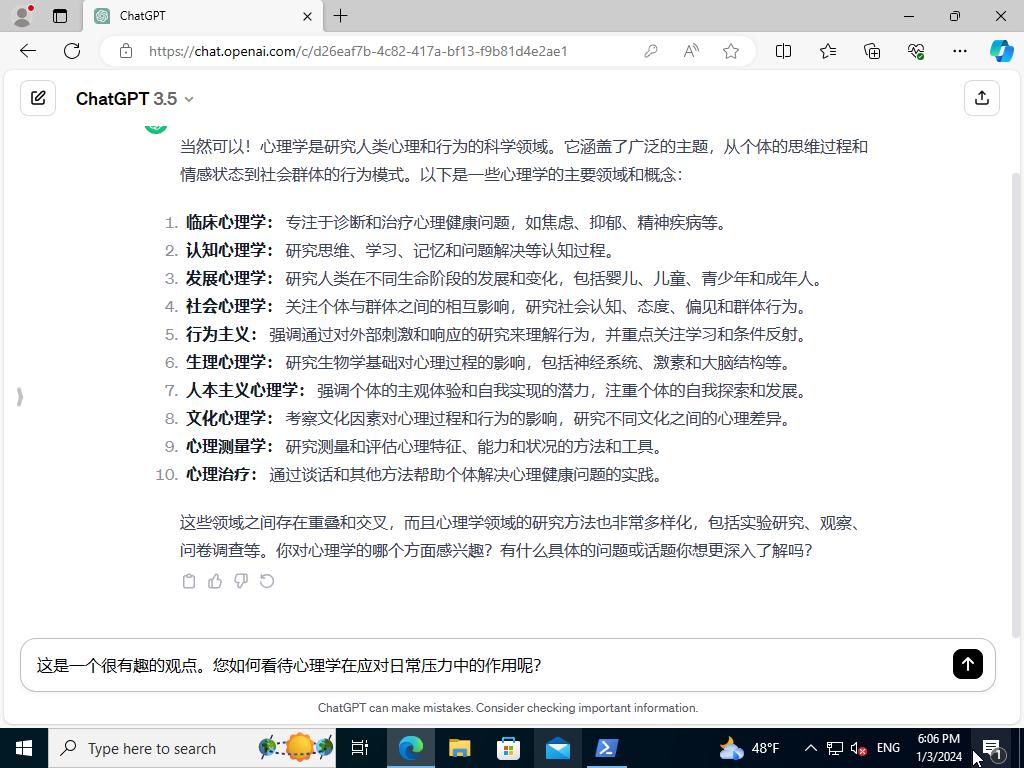 ChatGPT
https://chat.openai.com/c/d26eaf7b-4c82-417a-bf13-f9b81d4e2ae1
ChatGPT 3.5
当然可以！心理学是研究人类心理和行为的科学领域。它涵盖了广泛的主题，从个体的思维过程和
情感状态到社会群体的行为模式。以下是一些心理学的主要领域和概念：
1. 临床心理学： 专注于诊断和治疗心理健康问题，如焦虑、抑郁、精神疾病等。
2. 认知心理学： 研究思维、学习、记忆和问题解决等认知过程。
3. 发展心理学： 研究人类在不同生命阶段的发展和变化，包括婴儿、儿童、青少年和成年人。
4. 社会心理学： 关注个体与群体之间的相互影响，研究社会认知、态度、偏见和群体行为。
5. 行为主义： 强调通过对外部刺激和响应的研究来理解行为，并重点关注学习和条件反射。
6. 生理心理学： 研究生物学基础对心理过程的影响，包括神经系统、激素和大脑结构等。
7. 人本主义心理学： 强调个体的主观体验和自我实现的潜力，注重个体的自我探索和发展。
8. 文化心理学： 考察文化因素对心理过程和行为的影响，研究不同文化之间的心理差异。
9. 心理测量学： 研究测量和评估心理特征、能力和状况的方法和工具。
10. 心理治疗： 通过谈话和其他方法帮助个体解决心理健康问题的实践。
这些领域之间存在重叠和交叉，而且心理学领域的研究方法也非常多样化，包括实验研究、观察、
问卷调查等。你对心理学的哪个方面感兴趣？有什么具体的问题或话题你想更深入了解吗？
这是一个很有趣的观点。您如何看待心理学在应对日常压力中的作用呢？
ChatGPT can make mistakes. Consider checking important information.
Type here to search
48°F
ENG
6:06 PM
1/3/2024
1